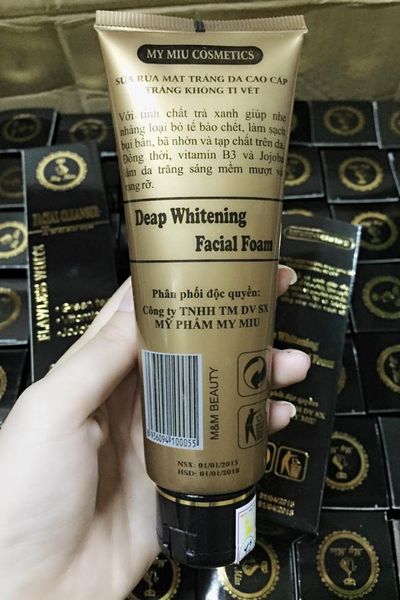 MY MIU COSMETICS
SỮA RỬA MẶT TRẮNG DA CAO CẤP
TRẮNG KHÔNG TÌ VẾT
Với tinh chất trà xanh giúp nhẹ
nhàng loại bỏ tế bào chết, làm sạch
bụi bẩn, bã nhờn và tạp chất trên da.
Đồng thời, vitamin B3 và Jojoba
làm da trắng sáng mềm mượt và
rạng rỡ.
Deap Whitening
Facial Foam
Phân phối độc quyền:
Công ty TNHH TM DV SX
MỸ PHẨM MY MIU
M&M BEAUTY
8936094100055
NSX: 01/01/2015
HSD: 01/01/2018
FACIAL CLEANSER
FLAWLESS WHITE
Whitening
Facial Foam